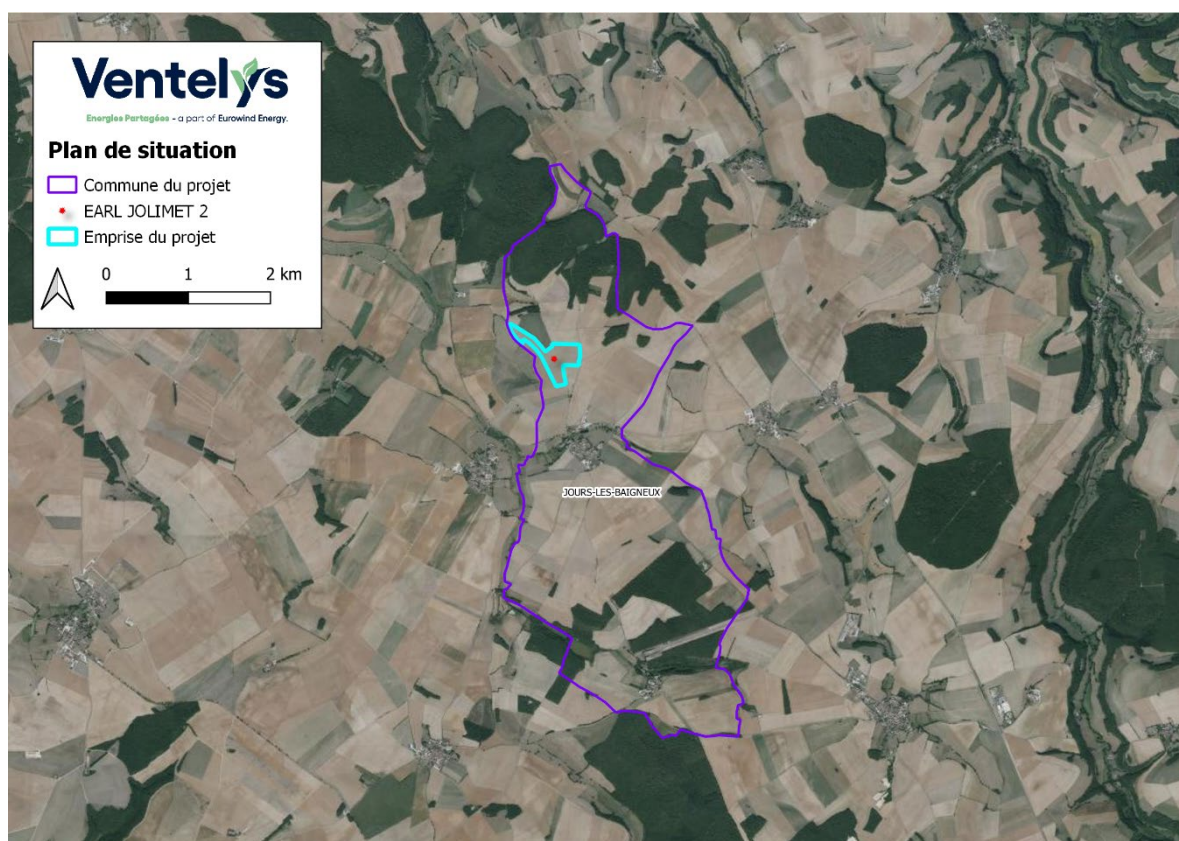 Ventelys
Energies Partagées - a part of Eurowind Energy.
Plan de situation
Commune du projet
EARL JOLIMET 2
Emprise du projet
0 1 2 km
JOURS-LES-BAIGNEUX